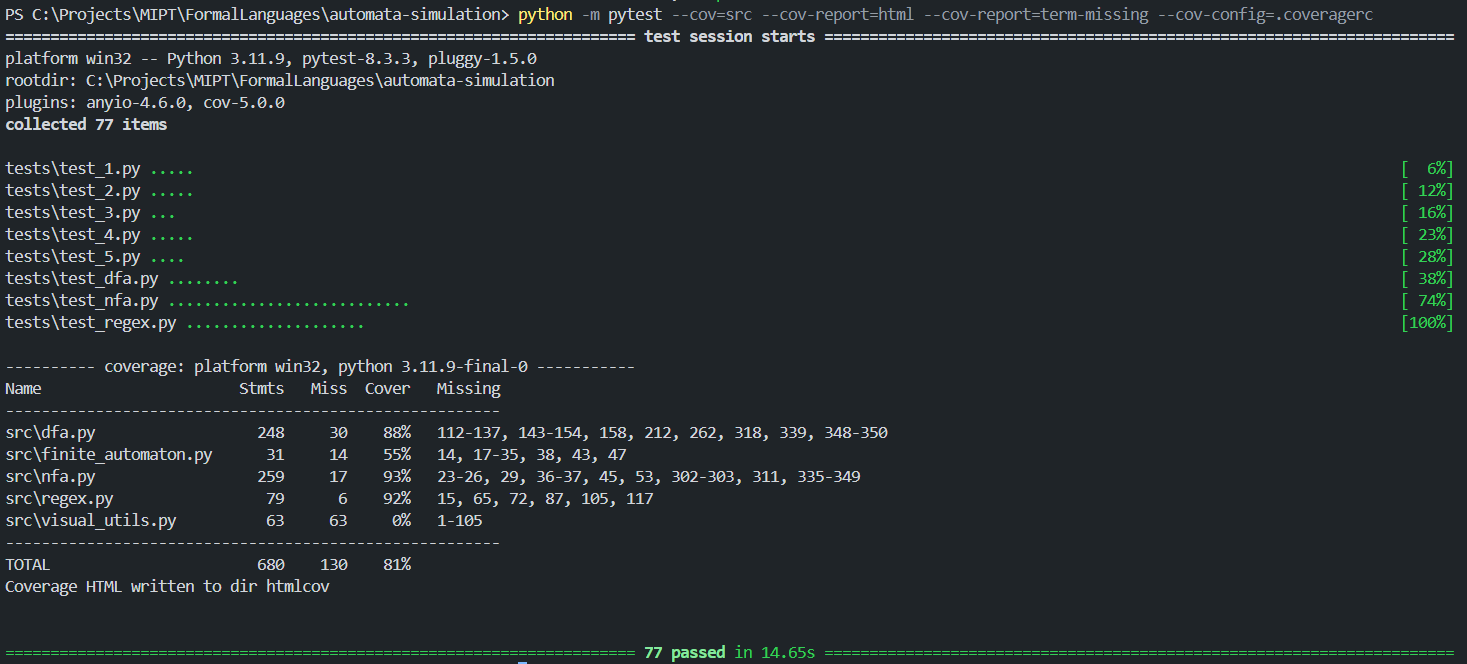 PS C:\Projects\MIPT\FormalLanguages\automata-simulation> python -m pytest --cov=src --cov-report=html --cov-report=term-missing --cov-config=.coveragerc
======================================================================= test session starts =======================================================================
platform win32 -- Python 3.11.9, pytest-8.3.3, pluggy-1.5.0
rootdir: C:\Projects\MIPT\FormalLanguages\automata-simulation
plugins: anyio-4.6.0, cov-5.0.0
collected 77 items
tests\test_1.py ..... [  6%]
tests\test_2.py ..... [ 12%]
tests\test_3.py ... [ 16%]
tests\test_4.py ..... [ 23%]
tests\test_5.py .... [ 28%]
tests\test_dfa.py ........ [ 38%]
tests\test_nfa.py ........................... [ 74%]
tests\test_regex.py .................... [100%]
---------- coverage: platform win32, python 3.11.9-final-0 -----------
Name                      Stmts   Miss  Cover   Missing
--------------------------------------------------------
src\dfa.py                  248     30    88%   112-137, 143-154, 158, 212, 262, 318, 339, 348-350
src\finite_automaton.py      31     14    55%   14, 17-35, 38, 43, 47
src\nfa.py                  259     17    93%   23-26, 29, 36-37, 45, 53, 302-303, 311, 335-349
src\regex.py                 79      6    92%   15, 65, 72, 87, 105, 117
src\visual_utils.py          63     63     0%   1-105
--------------------------------------------------------
TOTAL                       680    130    81%
Coverage HTML written to dir htmlcov
======================================================================= 77 passed in 14.65s =======================================================================